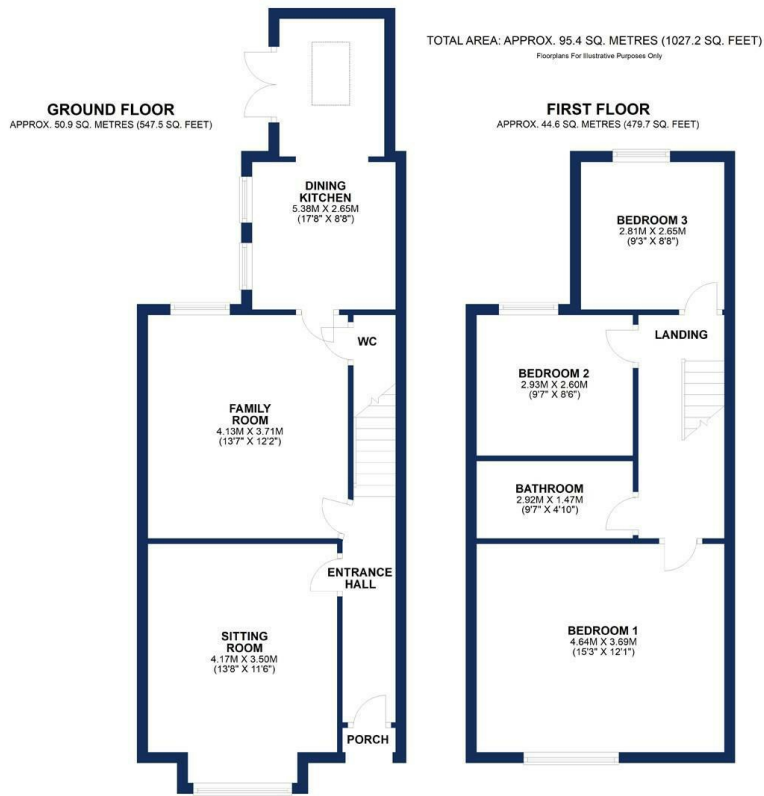 TOTAL AREA: APPROX. 95.4 SQ. METRES (1027.2 SQ. FEET)
Floorplans For Illustrative Purposes Only
GROUND FLOOR
APPROX. 50.9 SQ. METRES (547.5 SQ. FEET)
DINING
KITCHEN
5.38M X 2.65M
(17'8" X 8'8")
WC
FAMILY
ROOM
4.13M X 3.71M
(13'7" X 12'2")
ENTRANCE
HALL
SITTING
ROOM
4.17M X 3.50M
(13'8" X 11'6")
PORCH
FIRST FLOOR
APPROX. 44.6 SQ. METRES (479.7 SQ. FEET)
BEDROOM 3
2.81M X 2.65M
(9'3" X 8'8")
LANDING
BEDROOM 2
2.93M X 2.60M
(9'7" X 8'6")
BATHROOM
2.92M X 1.47M
(9'7" X 4'10")
BEDROOM 1
4.64M X 3.69M
(15'3" X 12'1")